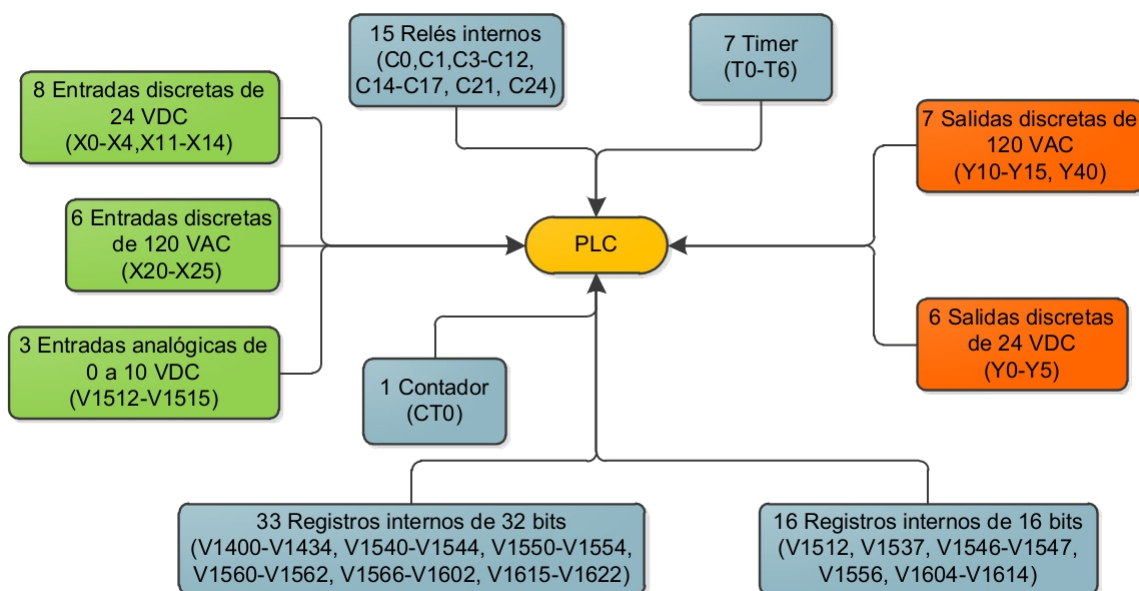 15 Relés internos
(C0,C1,C3-C12,
C14-C17, C21, C24)
7 Timer
(T0-T6)
8 Entradas discretas de
24 VDC
(X0-X4,X11-X14)
7 Salidas discretas de
120 VAC
(Y10-Y15, Y40)
6 Entradas discretas
de 120 VAC
(X20-X25)
PLC
3 Entradas analógicas de
0 a 10 VDC
(V1512-V1515)
6 Salidas discretas
de 24 VDC
(Y0-Y5)
1 Contador
(CT0)
33 Registros internos de 32 bits
(V1400-V1434, V1540-V1544, V1550-V1554,
V1560-V1562, V1566-V1602, V1615-V1622)
16 Registros internos de 16 bits
(V1512, V1537, V1546-V1547,
V1556, V1604-V1614)